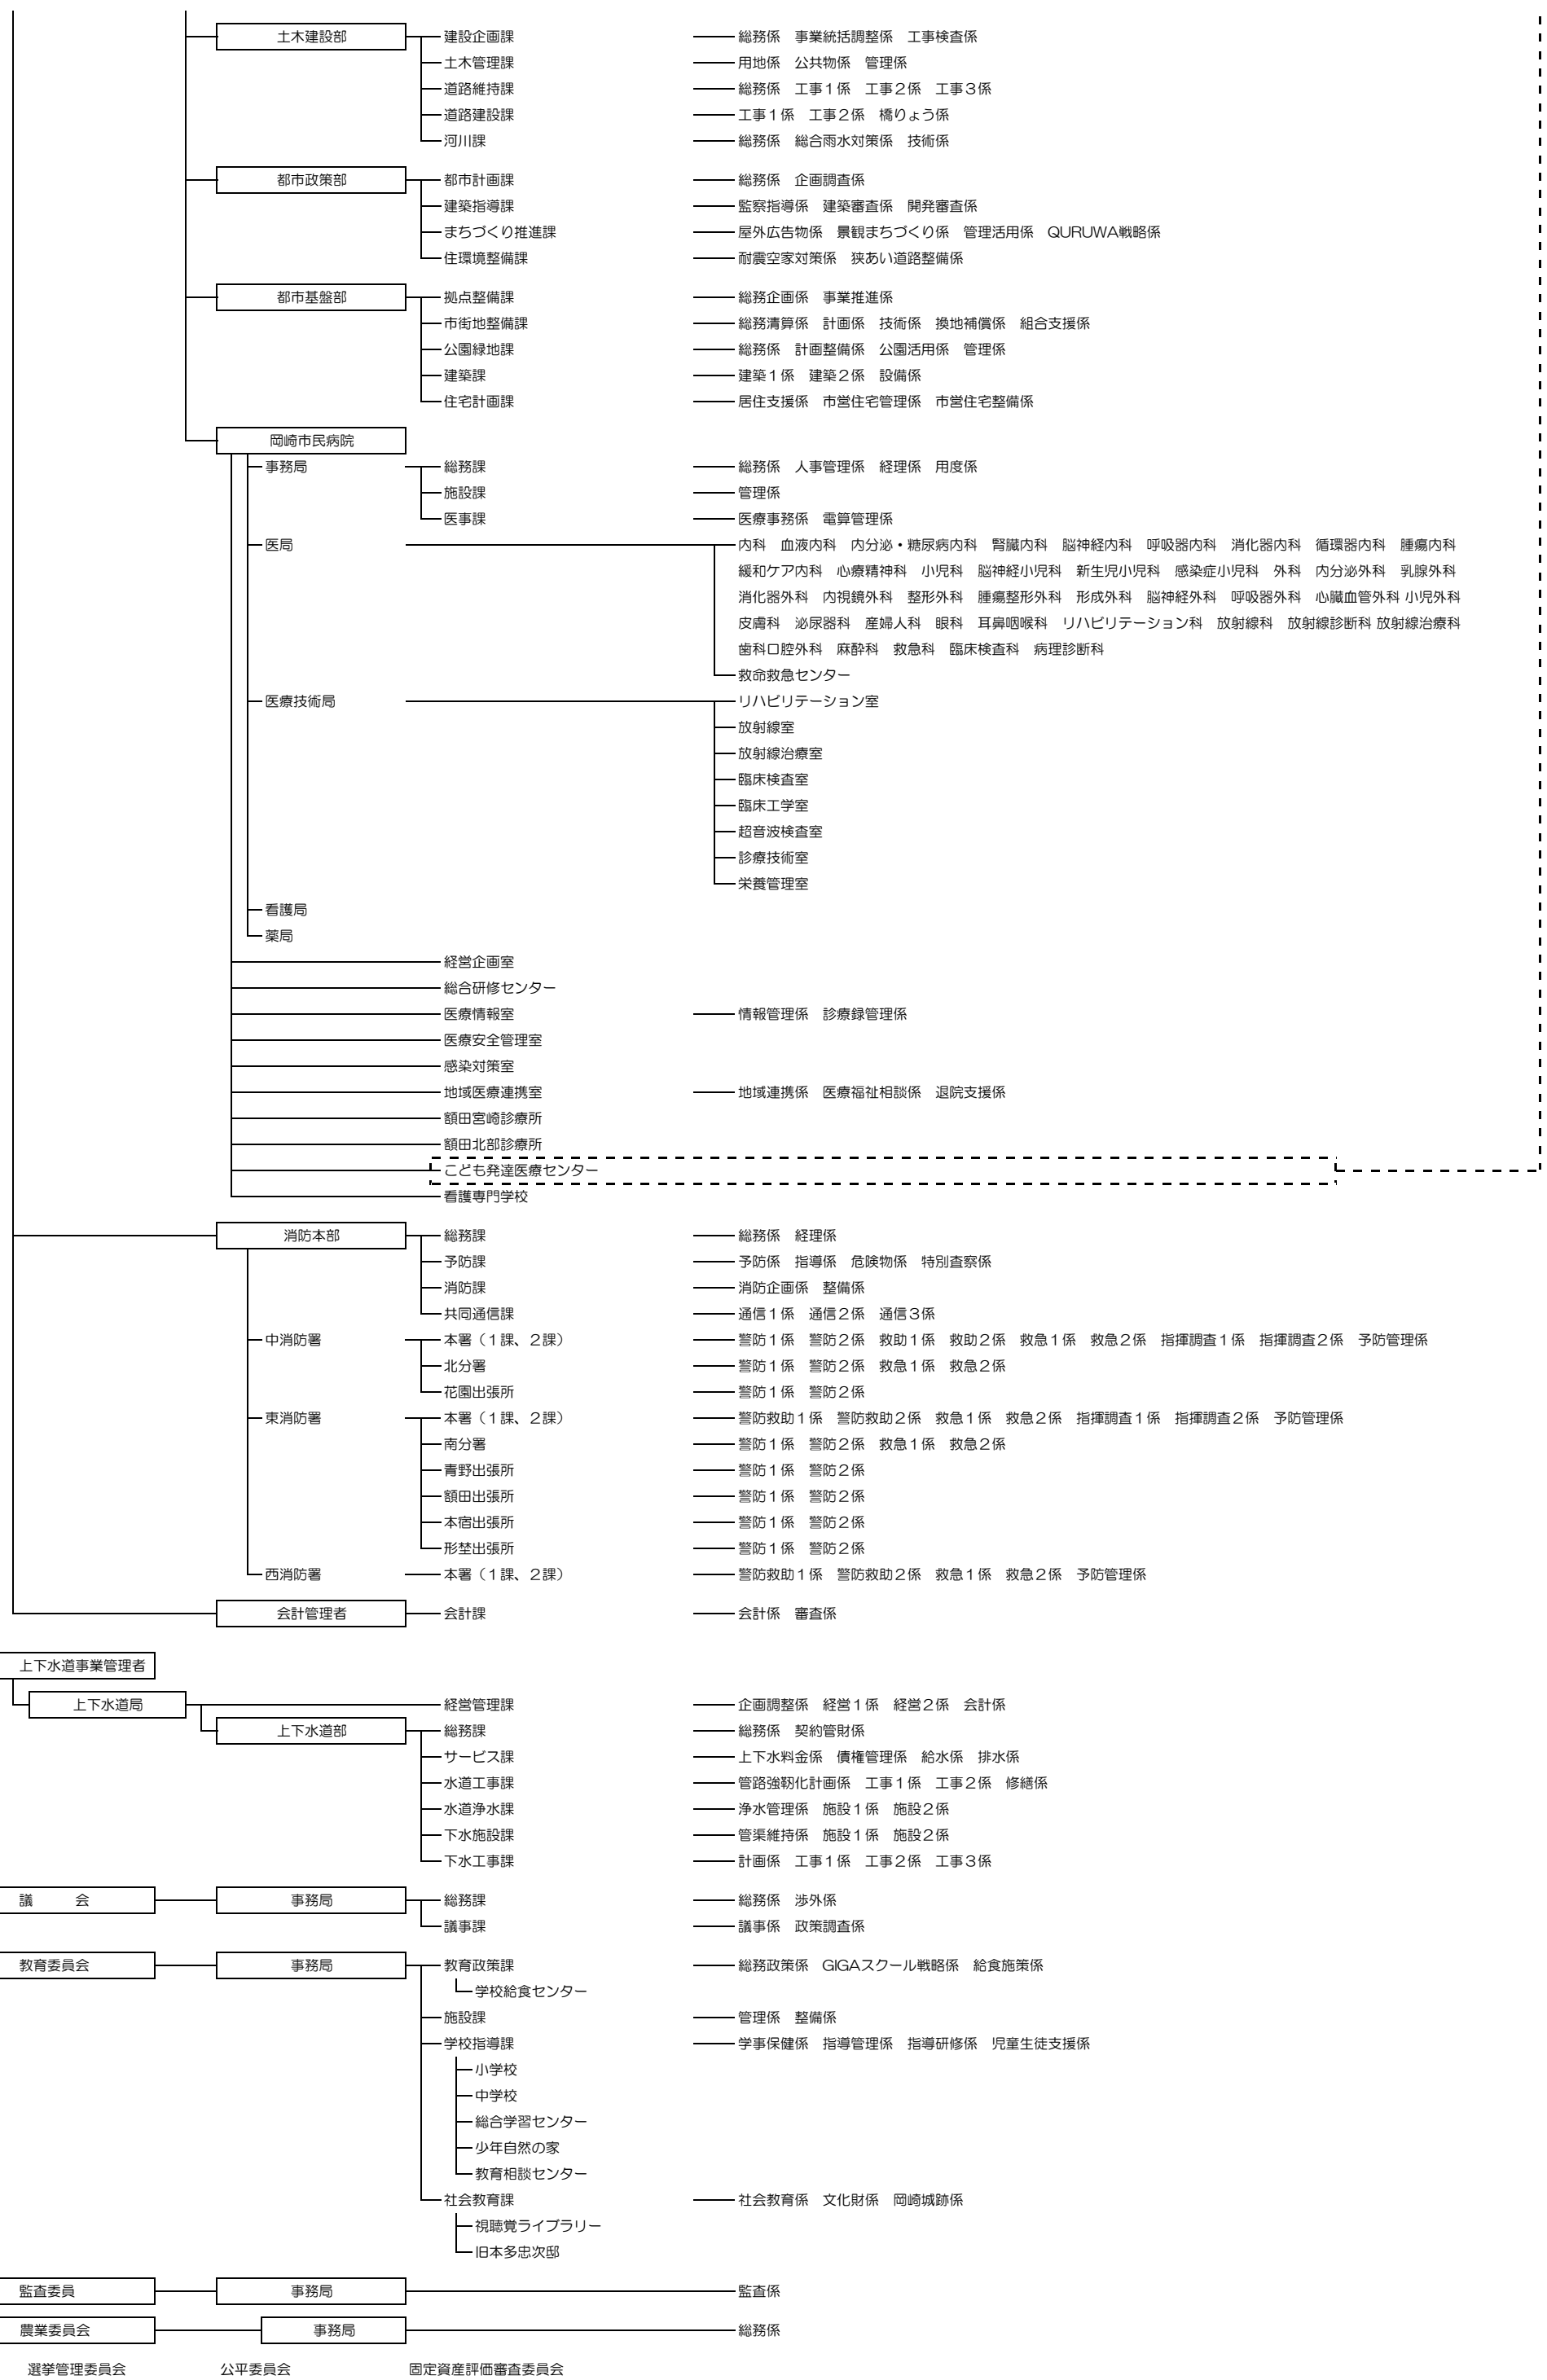 土木建設部 建設企画課 総務係 事業統括調整係 工事検査係
土木管理課 用地係 公共物係 管理係
道路維持課 総務係 工事1係 工事2係 工事3係
道路建設課 工事1係 工事2係 橋りょう係
河川課 総務係 総合雨水対策係 技術係
都市政策部 都市計画課 総務係 企画調査係
建築指導課 監察指導係 建築審査係 開発審査係
まちづくり推進課 屋外広告物係 景観まちづくり係 管理活用係 QURUWA戦略係
住環境整備課 耐震空家対策係 狭あい道路整備係
都市基盤部 拠点整備課 総務企画係 事業推進係
市街地整備課 総務清算係 計画係 技術係 換地補償係 組合支援係
公園緑地課 総務係 計画整備係 公園活用係 管理係
建築課 建築1係 建築2係 設備係
住宅計画課 居住支援係 市営住宅管理係 市営住宅整備係
岡崎市民病院
事務局 総務課 総務係 人事管理係 経理係 用度係
施設課 管理係
医事課 医療事務係 電算管理係
医局 内科 血液内科 内分泌・糖尿病内科 腎臓内科 脳神経内科 呼吸器内科 消化器内科 循環器内科 腫瘍内科
緩和ケア内科 心療精神科 小児科 脳神経小児科 新生児小児科 感染症小児科 外科 内分泌外科 乳腺外科
消化器外科 内視鏡外科 整形外科 腫瘍整形外科 形成外科 脳神経外科 呼吸器外科 心臓血管外科 小児外科
皮膚科 泌尿器科 産婦人科 眼科 耳鼻咽喉科 リハビリテーション科 放射線科 放射線診断科 放射線治療科
歯科口腔外科 麻酔科 救急科 臨床検査科 病理診断科
救命救急センター
医療技術局 リハビリテーション室
放射線室
放射線治療室
臨床検査室
臨床工学室
超音波検査室
診療技術室
栄養管理室
看護局
薬局
経営企画室
総合研修センター
医療情報室 情報管理係 診療録管理係
医療安全管理室
感染対策室
地域医療連携室 地域連携係 医療福祉相談係 退院支援係
額田宮崎診療所
額田北部診療所
こども発達医療センター
看護専門学校
消防本部 総務課 総務係 経理係
予防課 予防係 指導係 危険物係 特別査察係
消防課 消防企画係 整備係
共同通信課 通信1係 通信2係 通信3係
中消防署 本署（1課、2課） 警防1係 警防2係 救助1係 救助2係 救急1係 救急2係 指揮調査1係 指揮調査2係 予防管理係
北分署 警防1係 警防2係 救急1係 救急2係
花園出張所 警防1係 警防2係
東消防署 本署（1課、2課） 警防救助1係 警防救助2係 救急1係 救急2係 指揮調査1係 指揮調査2係 予防管理係
南分署 警防1係 警防2係 救急1係 救急2係
青野出張所 警防1係 警防2係
額田出張所 警防1係 警防2係
本宿出張所 警防1係 警防2係
形埜出張所 警防1係 警防2係
西消防署 本署（1課、2課） 警防救助1係 警防救助2係 救急1係 救急2係 予防管理係
会計管理者 会計課 会計係 審査係
上下水道事業管理者
上下水道局 経営管理課 企画調整係 経営1係 経営2係 会計係
上下水道部 総務課 総務係 契約管財係
サービス課 上下水料金係 債権管理係 給水係 排水係
水道工事課 管路強靭化計画係 工事1係 工事2係 修繕係
水道浄水課 浄水管理係 施設1係 施設2係
下水施設課 管渠維持係 施設1係 施設2係
下水工事課 計画係 工事1係 工事2係 工事3係
議 会 事務局 総務課 総務係 渉外係
議事課 議事係 政策調査係
教育委員会 事務局 教育政策課 総務政策係 GIGAスクール戦略係 給食施策係
学校給食センター
施設課 管理係 整備係
学校指導課 学事保健係 指導管理係 指導研修係 児童生徒支援係
小学校
中学校
総合学習センター
少年自然の家
教育相談センター
社会教育課 社会教育係 文化財係 岡崎城跡係
視聴覚ライブラリー
旧本多忠次邸
監査委員 事務局 監査係
農業委員会 事務局 総務係
選挙管理委員会 公平委員会 固定資産評価審査委員会